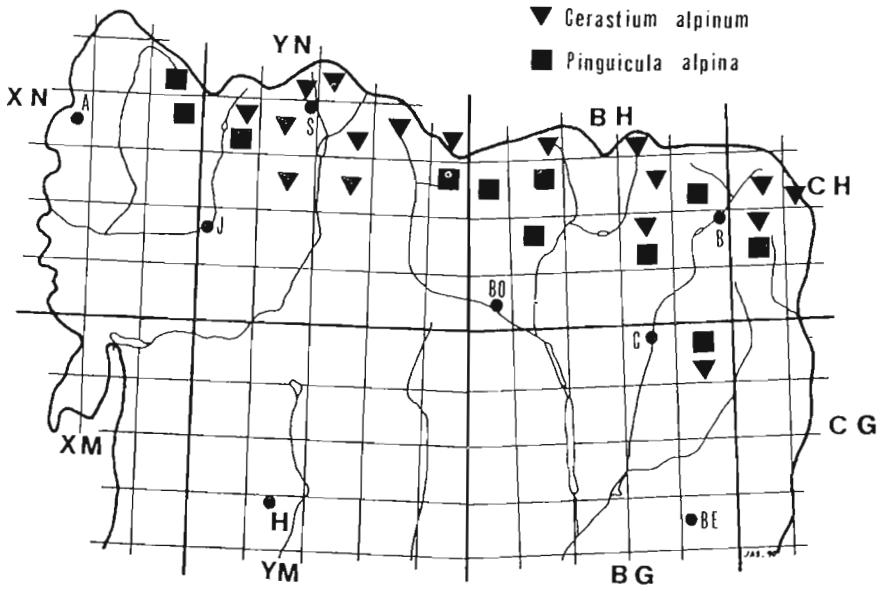 Cerastium alpinum
Pinguicula alpina
YN
XN
A
S
BH
CH
J
B
BO
C
CG
XM
H
BE
YM
BG